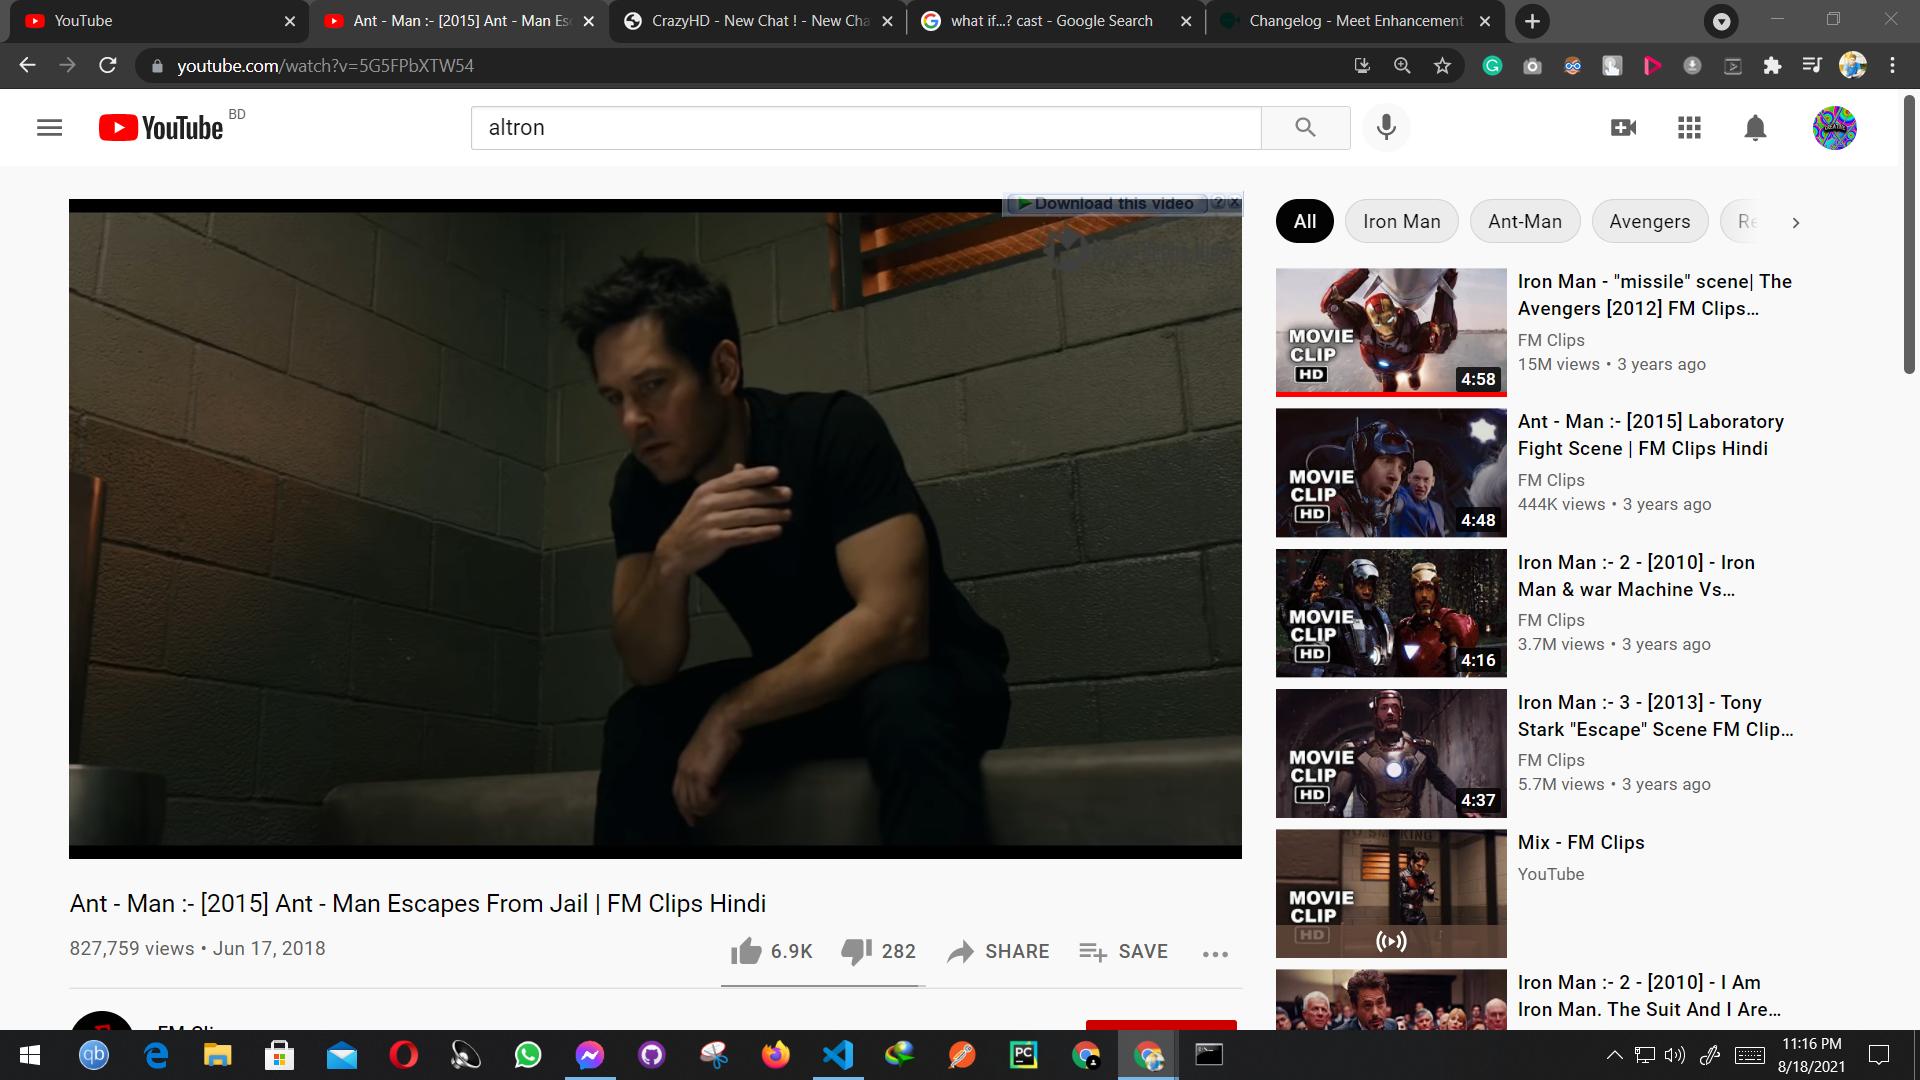 YouTube
Ant - Man :- [2015] Ant - Man Es
CrazyHD - New Chat ! - New Cha
what if...? cast - Google Search
Changelog - Meet Enhancement
youtube.com/watch?v=5G5FPbXTW54
YouTube BD
altron
Download this video ? x
All
Iron Man
Ant-Man
Avengers
Re
Iron Man - "missile" scene| The
Avengers [2012] FM Clips...
FM Clips
15M views • 3 years ago
MOVIE
CLIP
HD
4:58
Ant - Man :- [2015] Laboratory
Fight Scene | FM Clips Hindi
FM Clips
444K views • 3 years ago
MOVIE
CLIP
HD
4:48
Iron Man :- 2 - [2010] - Iron
Man & war Machine Vs...
FM Clips
3.7M views • 3 years ago
MOVIE
CLIP
HD
4:16
Iron Man :- 3 - [2013] - Tony
Stark "Escape" Scene FM Clip...
FM Clips
5.7M views • 3 years ago
MOVIE
CLIP
HD
4:37
Mix - FM Clips
YouTube
MOVIE
CLIP
HD
Iron Man :- 2 - [2010] - I Am
Iron Man. The Suit And I Are...
Ant - Man :- [2015] Ant - Man Escapes From Jail | FM Clips Hindi
827,759 views • Jun 17, 2018
6.9K
282
SHARE
SAVE
qb
PC
11:16 PM
8/18/2021